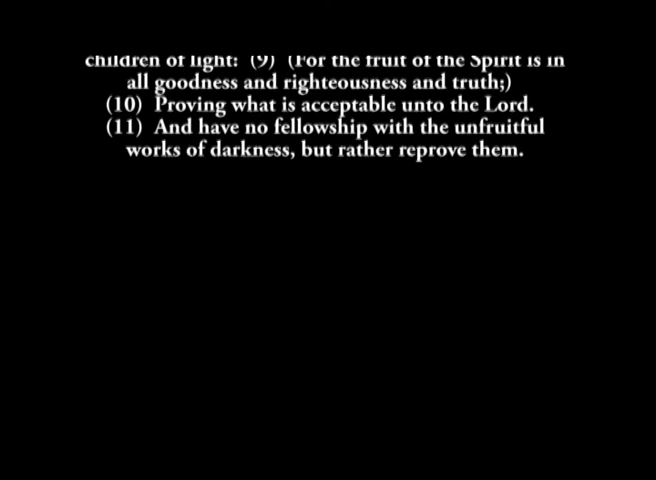 children of light: (9) (For the fruit of the Spirit is in
all goodness and righteousness and truth;)
(10) Proving what is acceptable unto the Lord.
(11) And have no fellowship with the unfruitful
works of darkness, but rather reprove them.